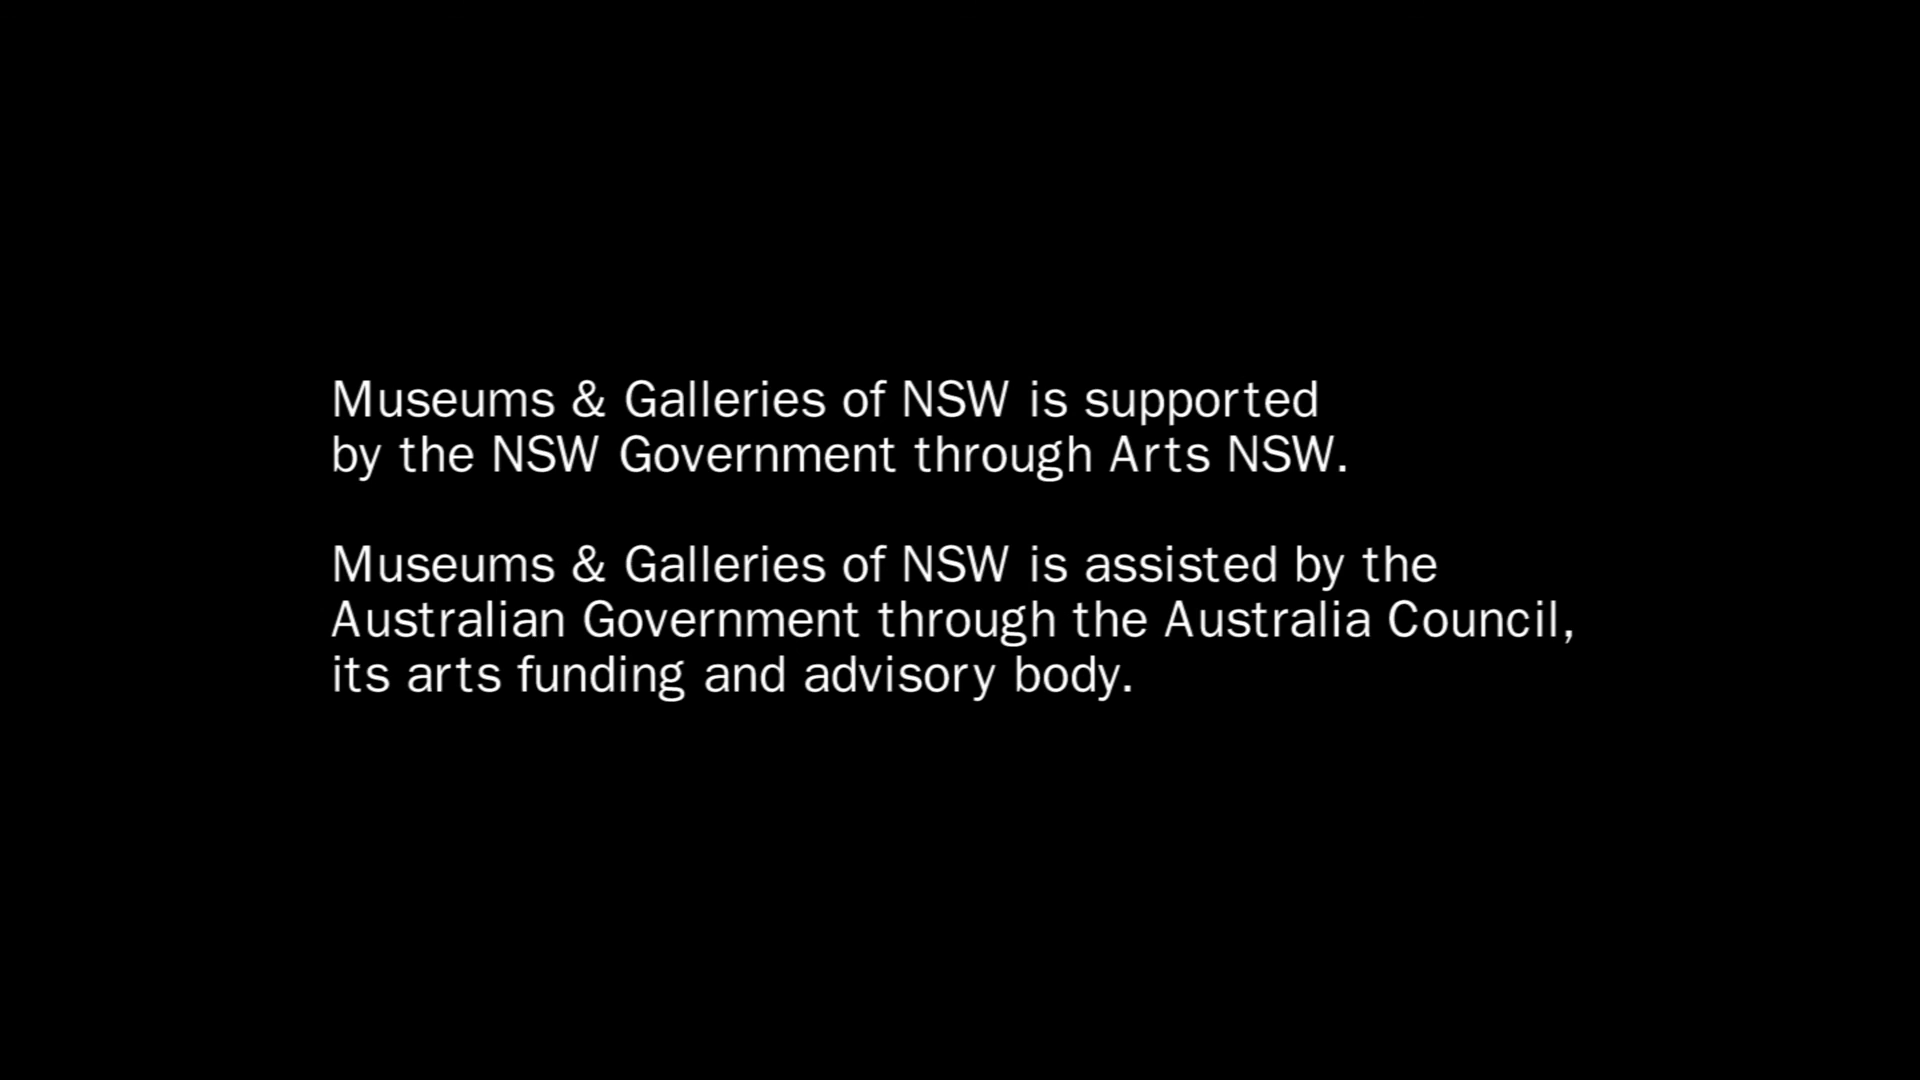 Museums & Galleries of NSW is supported
by the NSW Government through Arts NSW.
Museums & Galleries of NSW is assisted by the
Australian Government through the Australia Council,
its arts funding and advisory body.